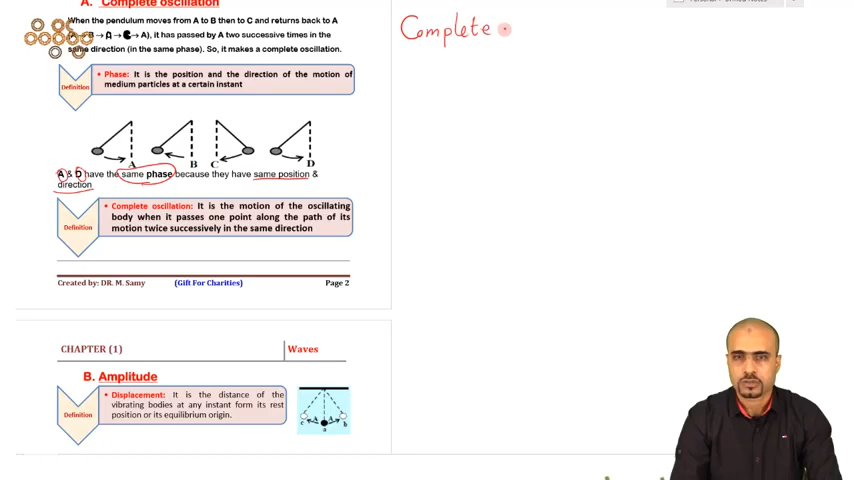 A. Complete oscillation
When the pendulum moves from A to B then to C and returns back to A
B → A → C → A), it has passed by A two successive times in the
same direction (in the same phase). So, it makes a complete oscillation.
Definition
• Phase: It is the position and the direction of the motion of
medium particles at a certain instant
A B C D
A & D have the same phase because they have same position &
direction
Definition
• Complete oscillation: It is the motion of the oscillating
body when it passes one point along the path of its
motion twice successively in the same direction
Created by: DR. M. Samy (Gift For Charities) Page 2
CHAPTER (1) Waves
B. Amplitude
Definition
• Displacement: It is the distance of the
vibrating bodies at any instant form its rest
position or its equilibrium origin.
A A
c a b
Complete